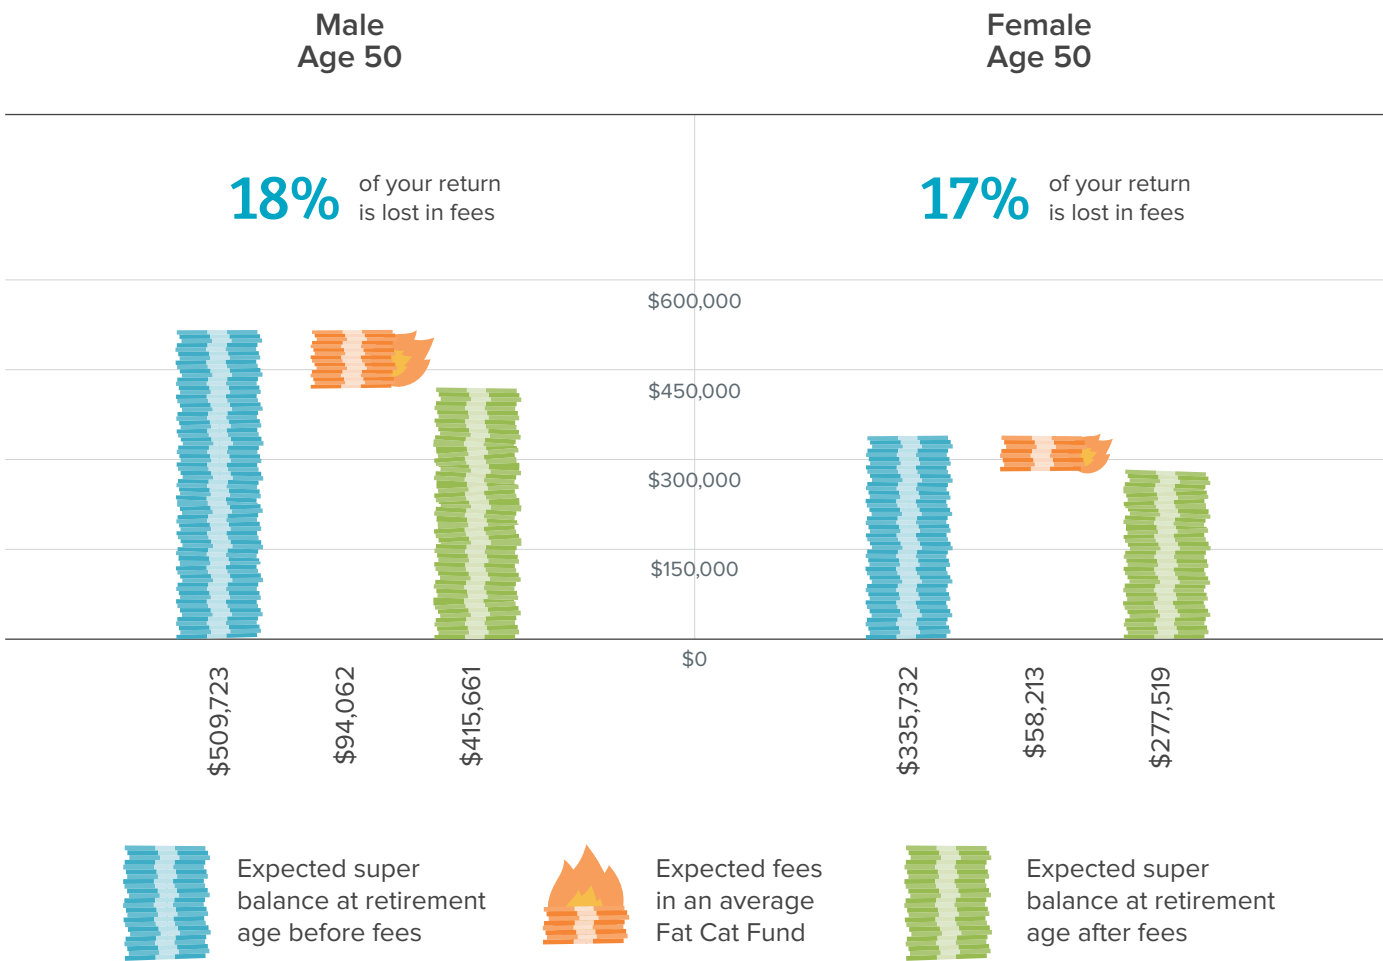 Male
Age 50
Female
Age 50
18%
of your return
is lost in fees
17%
of your return
is lost in fees
$600,000
$450,000
$300,000
$150,000
$0
$509,723
$94,062
$415,661
$335,732
$58,213
$277,519
Expected super
balance at retirement
age before fees
Expected fees
in an average
Fat Cat Fund
Expected super
balance at retirement
age after fees